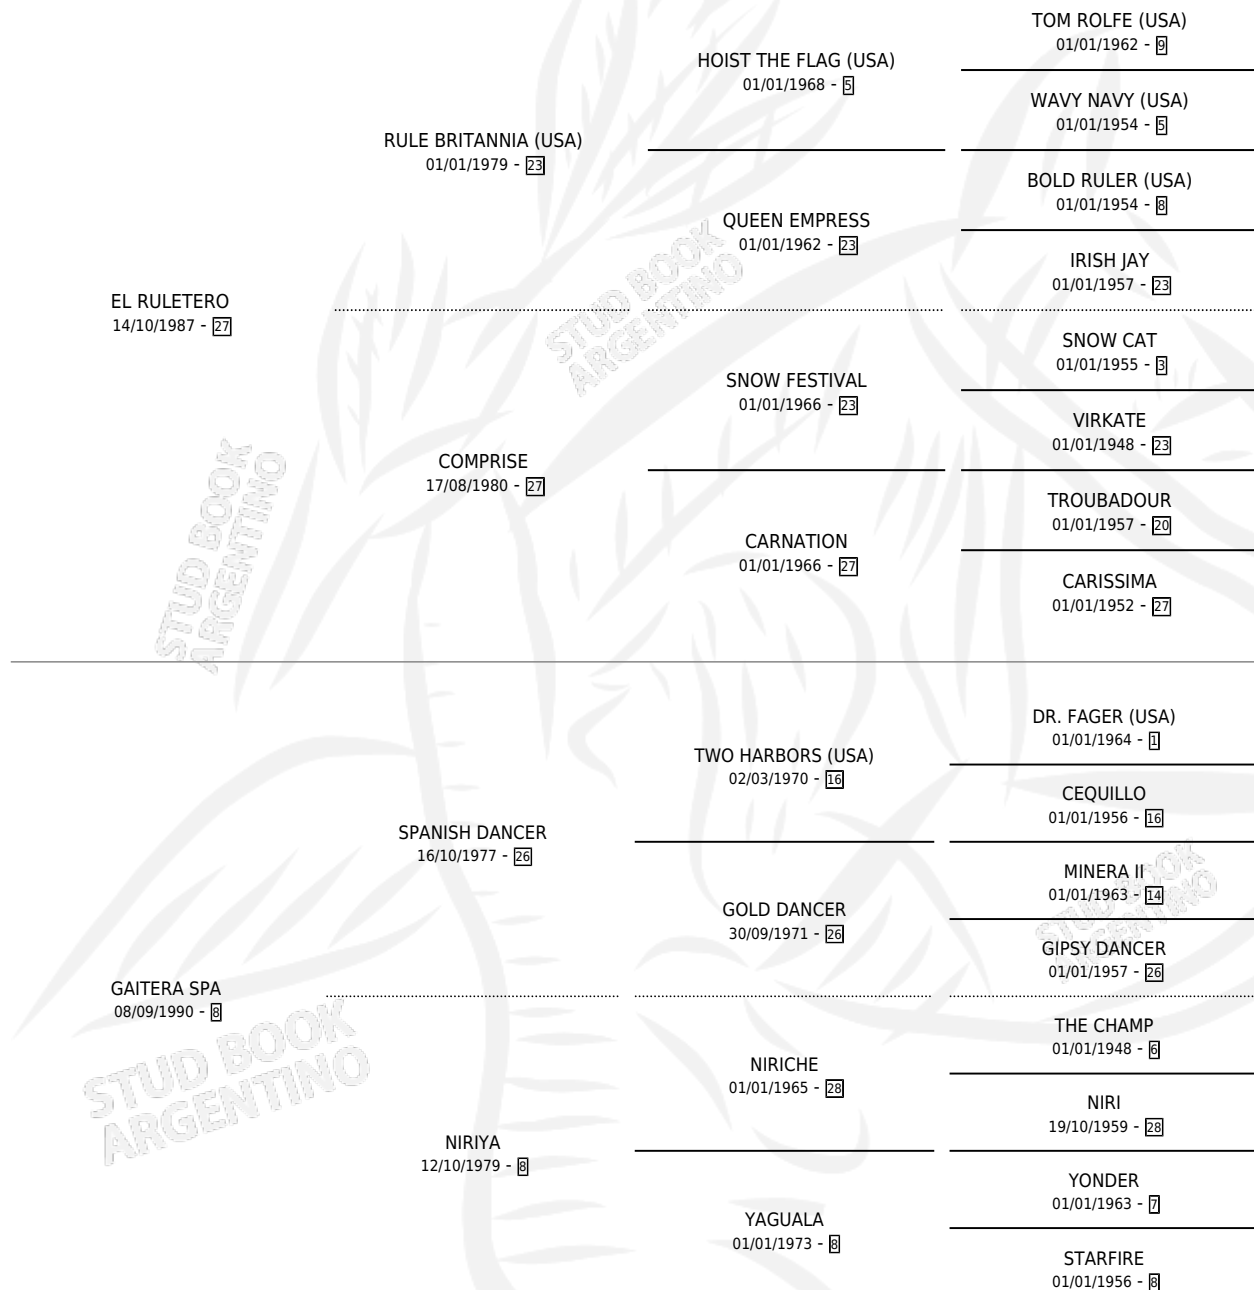 TOM ROLFE (USA)
01/01/1962 - 9
HOIST THE FLAG (USA)
01/01/1968 - 5
WAVY NAVY (USA)
01/01/1954 - 5
RULE BRITANNIA (USA)
01/01/1979 - 23
BOLD RULER (USA)
01/01/1954 - 8
QUEEN EMPRESS
01/01/1962 - 23
IRISH JAY
01/01/1957 - 23
EL RULETERO
14/10/1987 - 27
SNOW CAT
01/01/1955 - 3
SNOW FESTIVAL
01/01/1966 - 23
VIRKATE
01/01/1948 - 23
COMPRISE
17/08/1980 - 27
TROUBADOUR
01/01/1957 - 20
CARNATION
01/01/1966 - 27
CARISSIMA
01/01/1952 - 27
DR. FAGER (USA)
01/01/1964 - 1
TWO HARBORS (USA)
02/03/1970 - 16
CEQUILLO
01/01/1956 - 16
SPANISH DANCER
16/10/1977 - 26
MINERA II
01/01/1963 - 14
GOLD DANCER
30/09/1971 - 26
GIPSY DANCER
01/01/1957 - 26
GAITERA SPA
08/09/1990 - 8
THE CHAMP
01/01/1948 - 6
NIRICHE
01/01/1965 - 28
NIRI
19/10/1959 - 28
NIRIYA
12/10/1979 - 8
YONDER
01/01/1963 - 7
YAGUALA
01/01/1973 - 8
STARFIRE
01/01/1956 - 8
STUD BOOK
ARGENTINO
STUD BOOK
ARGENTINO
STUD BOOK
ARGENTINO
STUD BOOK
ARGENTINO